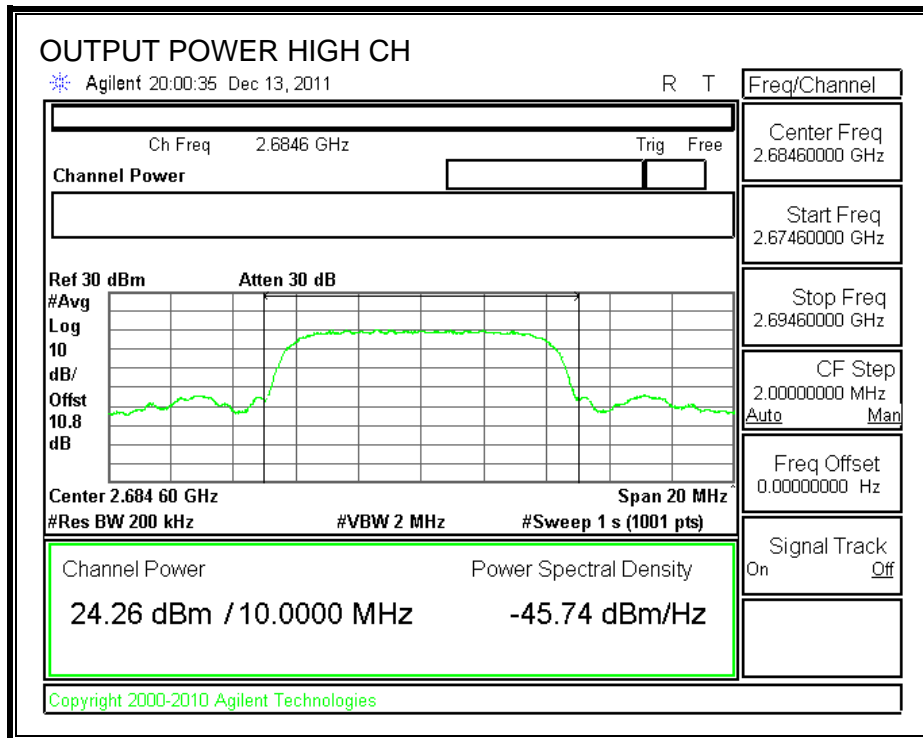 OUTPUT POWER HIGH CH
Agilent 20:00:35 Dec 13, 2011 R T
Freq/Channel
Ch Freq 2.6846 GHz Trig Free
Channel Power
Center Freq
2.68460000 GHz
Start Freq
2.67460000 GHz
Stop Freq
2.69460000 GHz
CF Step
2.00000000 MHz
Auto Man
Freq Offset
0.00000000 Hz
Signal Track
On Off
Ref 30 dBm Atten 30 dB
#Avg
Log
10
dB/
Offst
10.8
dB
Center 2.684 60 GHz Span 20 MHz
#Res BW 200 kHz #VBW 2 MHz #Sweep 1 s (1001 pts)
Channel Power Power Spectral Density
24.26 dBm / 10.0000 MHz -45.74 dBm/Hz
Copyright 2000-2010 Agilent Technologies